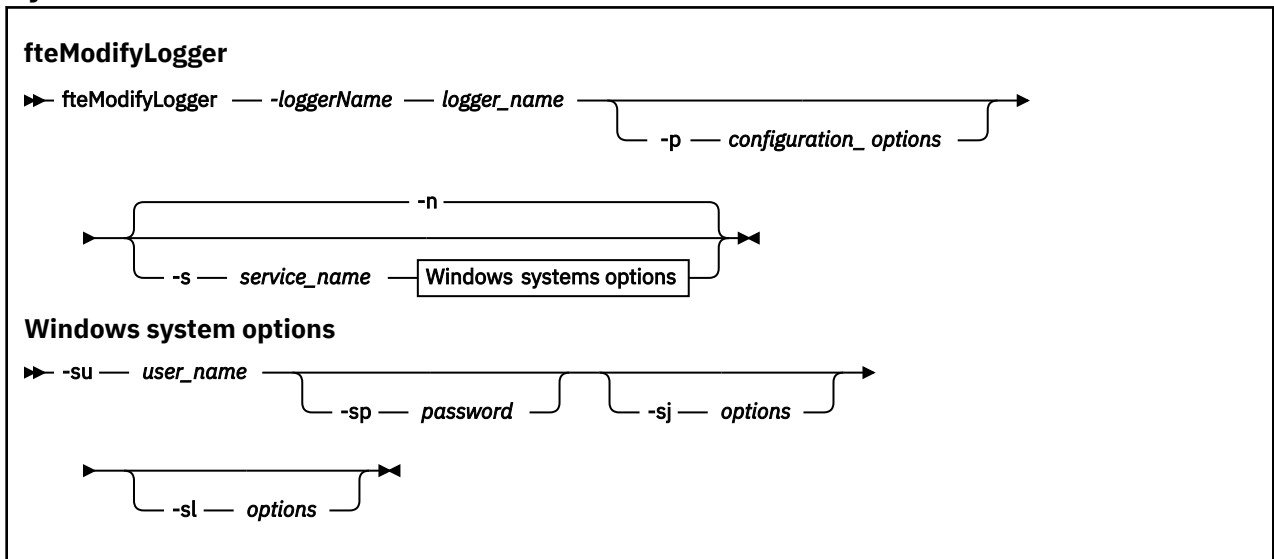 fteModifyLogger
fteModifyLogger -loggerName logger_name
-p configuration_ options
-n
-s service_name Windows systems options
Windows system options
-su user_name
-sp password -sj options
-sl options